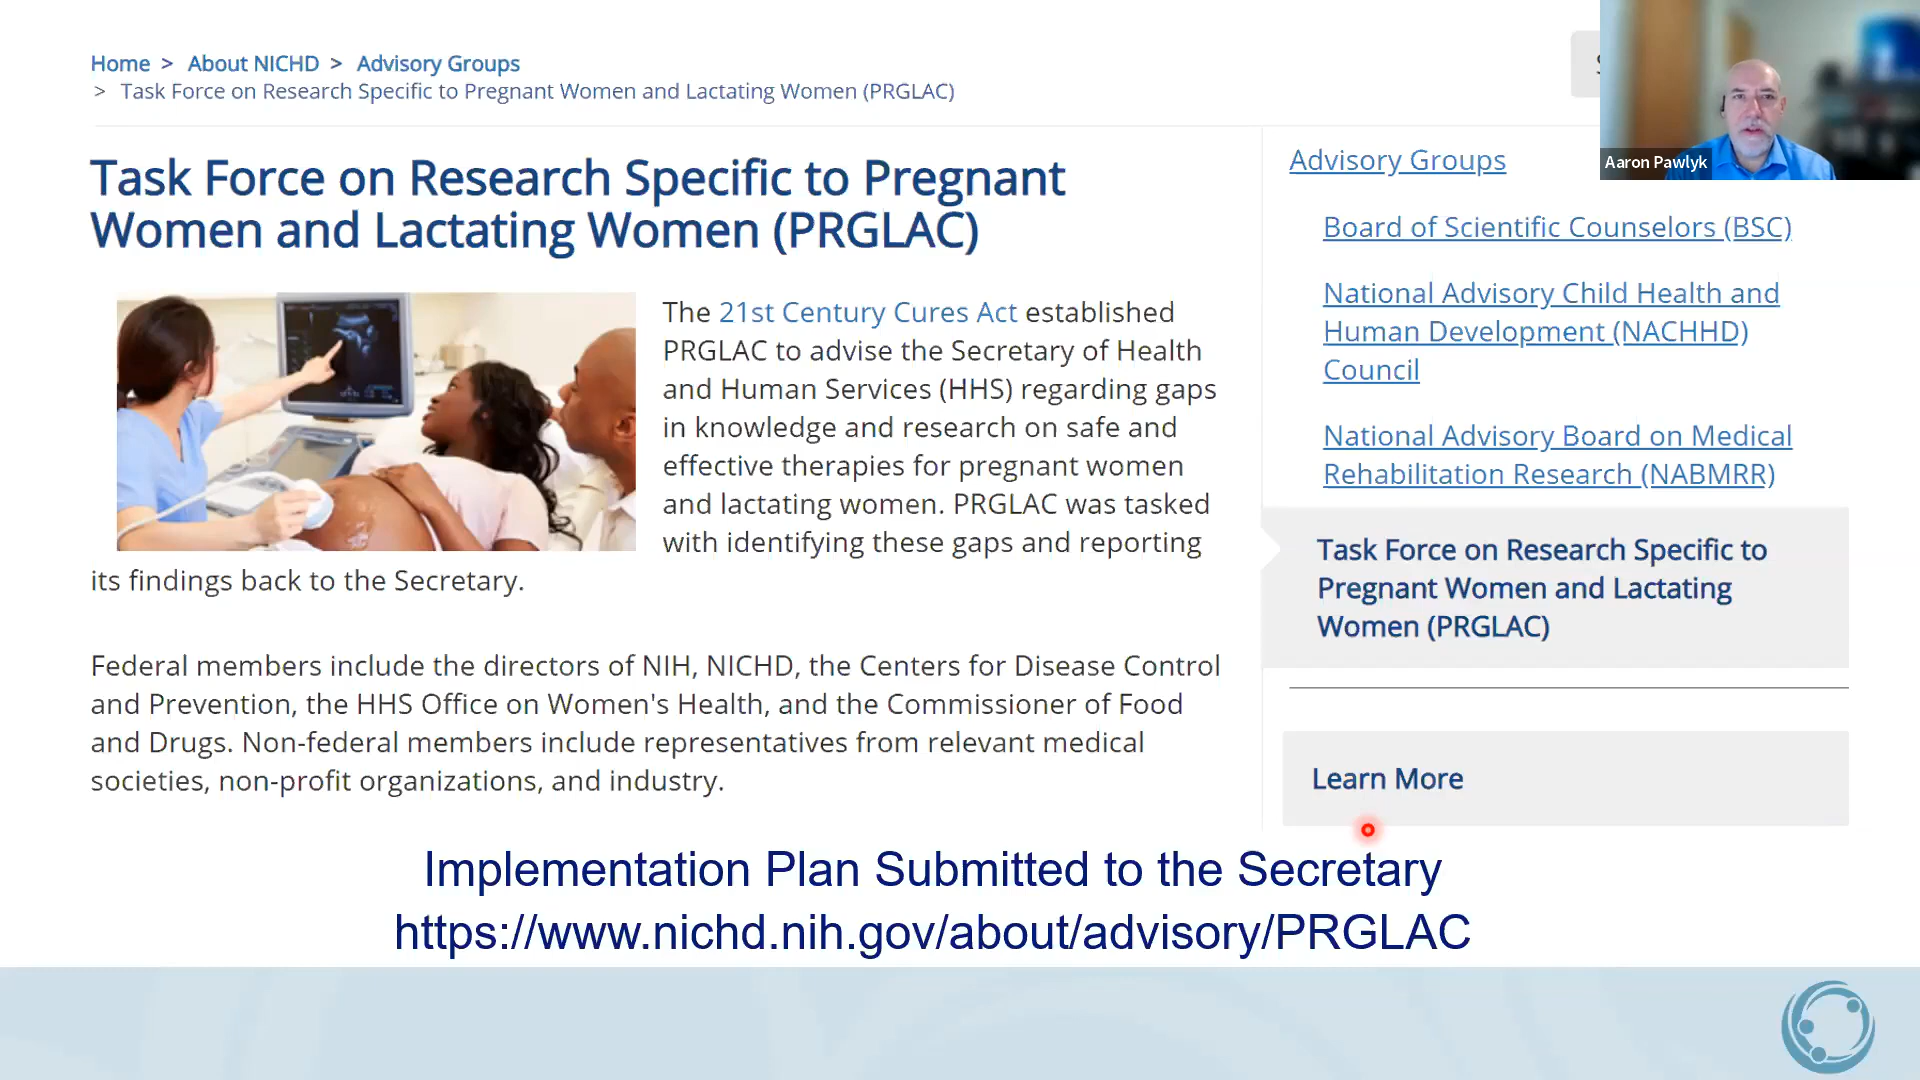 Home > About NICHD > Advisory Groups
> Task Force on Research Specific to Pregnant Women and Lactating Women (PRGLAC)
Task Force on Research Specific to Pregnant
Women and Lactating Women (PRGLAC)
The 21st Century Cures Act established
PRGLAC to advise the Secretary of Health
and Human Services (HHS) regarding gaps
in knowledge and research on safe and
effective therapies for pregnant women
and lactating women. PRGLAC was tasked
with identifying these gaps and reporting
its findings back to the Secretary.
Federal members include the directors of NIH, NICHD, the Centers for Disease Control
and Prevention, the HHS Office on Women's Health, and the Commissioner of Food
and Drugs. Non-federal members include representatives from relevant medical
societies, non-profit organizations, and industry.
Advisory Groups
Board of Scientific Counselors (BSC)
National Advisory Child Health and
Human Development (NACHHD)
Council
National Advisory Board on Medical
Rehabilitation Research (NABMRR)
Task Force on Research Specific to
Pregnant Women and Lactating
Women (PRGLAC)
Learn More
Aaron Pawlyk
Implementation Plan Submitted to the Secretary
https://www.nichd.nih.gov/about/advisory/PRGLAC